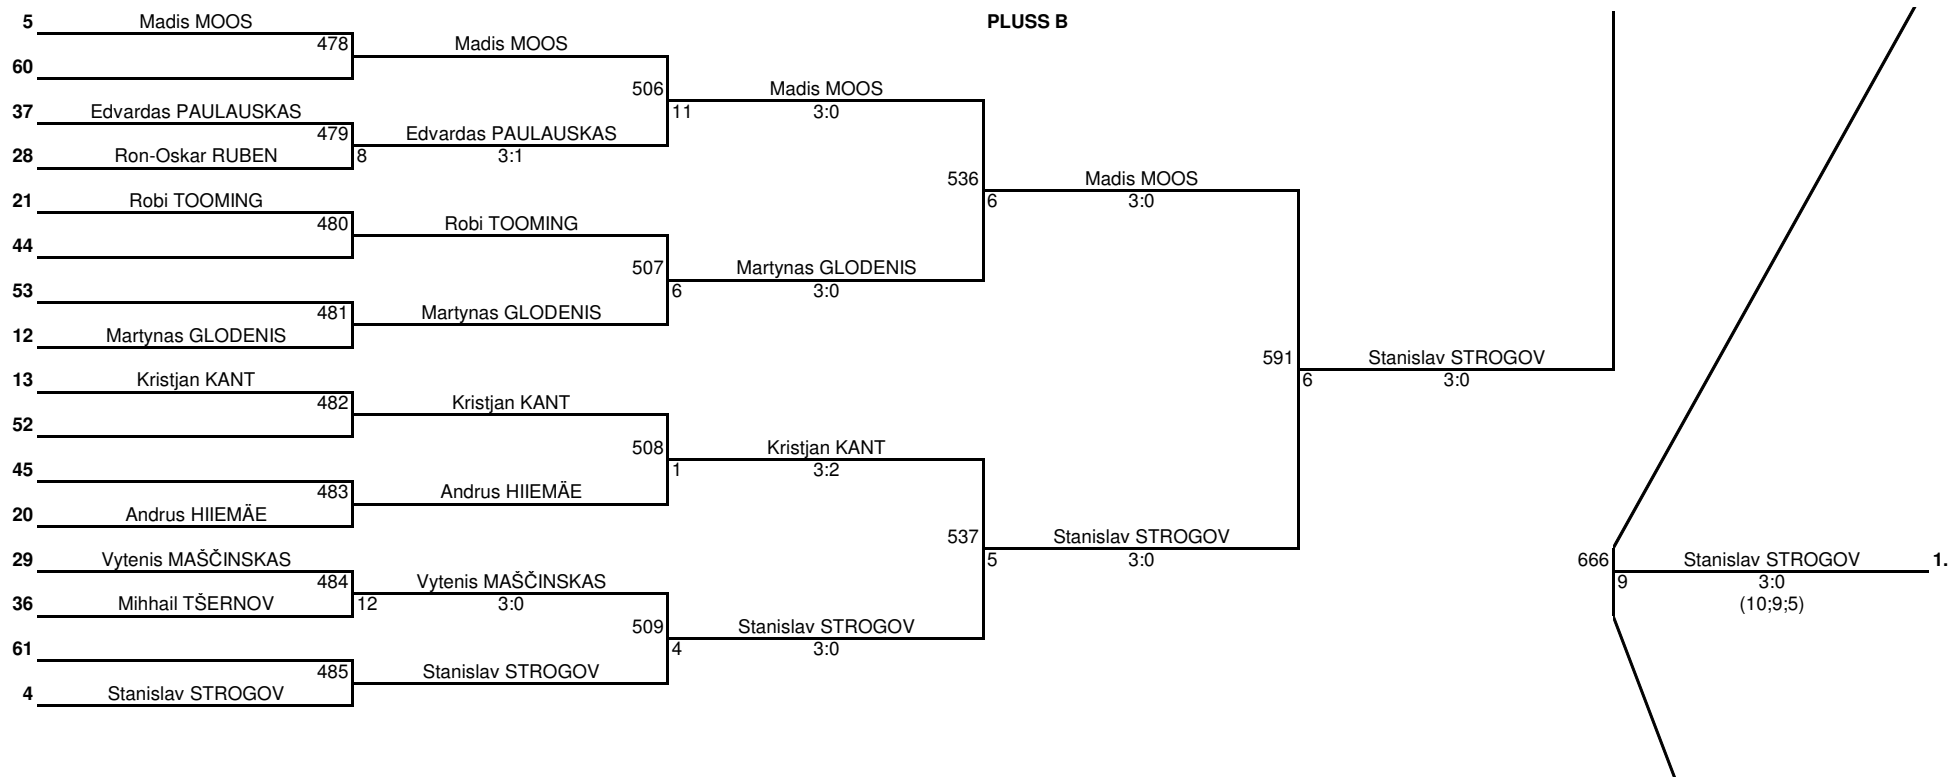 PLUSS B
5 Madis MOOS
478 Madis MOOS
60
506 Madis MOOS
37 Edvardas PAULAUSKAS
11 3:0
479 Edvardas PAULAUSKAS
28 Ron-Oskar RUBEN
8 3:1
536 Madis MOOS
21 Robi TOOMING
6 3:0
480 Robi TOOMING
44
507 Martynas GLODENIS
53
6 3:0
481 Martynas GLODENIS
12 Martynas GLODENIS
591 Stanislav STROGOV
13 Kristjan KANT
6 3:0
482 Kristjan KANT
52
508 Kristjan KANT
45
1 3:2
483 Andrus HIIEMÄE
20 Andrus HIIEMÄE
537 Stanislav STROGOV
29 Vytenis MAŠČINSKAS
5 3:0
666 Stanislav STROGOV 1.
484 Vytenis MAŠČINSKAS
9 3:0
36 Mihhail TŠERNOV
12 3:0
(10;9;5)
509 Stanislav STROGOV
61
4 3:0
485 Stanislav STROGOV
4 Stanislav STROGOV